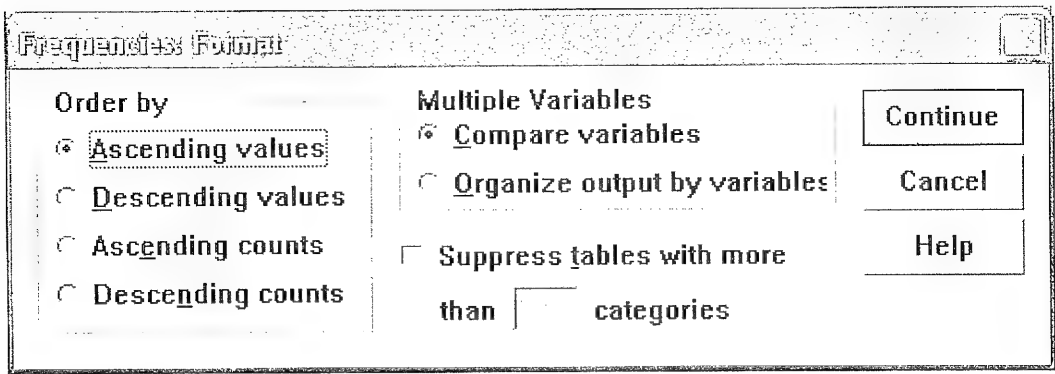 Frequencies: Format
Order by
Ascending values
Descending values
Ascending counts
Descending counts
Multiple Variables
Compare variables
Organize output by variables
Suppress tables with more
than categories
Continue
Cancel
Help